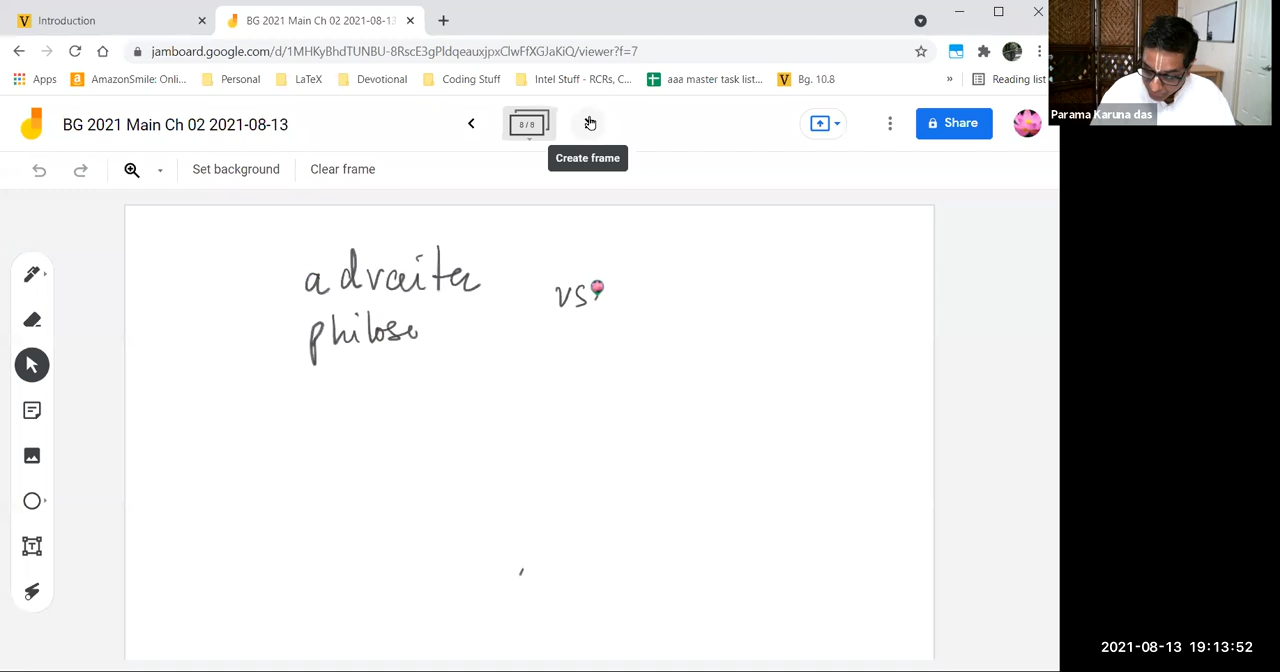 Introduction
BG 2021 Main Ch 02 2021-08-13
jamboard.google.com/d/1MHKyBhdTUNBU-8RscE3gPldqeauxjpxClwFfXGJaKiQ/viewer?f=7
Apps
AmazonSmile: Onli...
Personal
LaTeX
Devotional
Coding Stuff
Intel Stuff - RCRs, C...
aaa master task list...
Bg. 10.8
»
Reading list
Parama Karuna das
BG 2021 Main Ch 02 2021-08-13
8 / 8
Share
Create frame
Set background
Clear frame
advaita
vs
philoso
2021-08-13 19:13:52